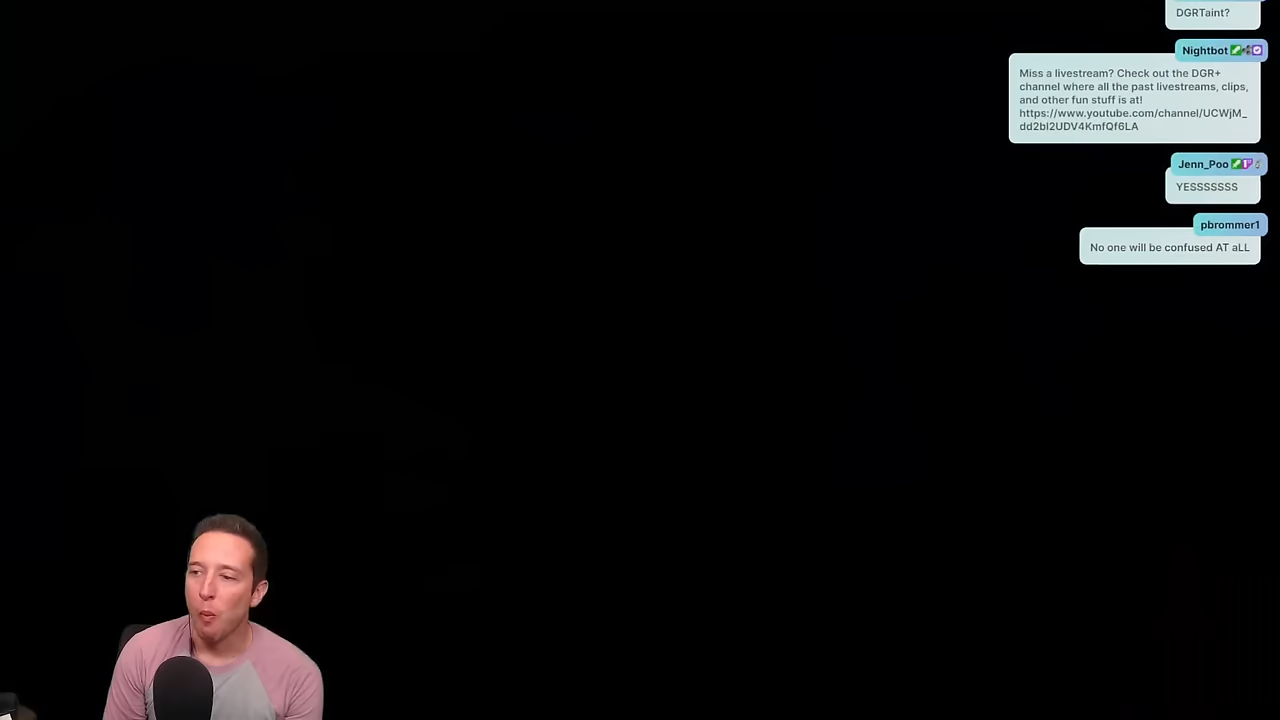 DGRTaint?
Nightbot
Miss a livestream? Check out the DGR+
channel where all the past livestreams, clips,
and other fun stuff is at!
https://www.youtube.com/channel/UCWjM_
dd2bI2UDV4KmfQf6LA
Jenn_Poo
YESSSSSSS
pbrommer1
No one will be confused AT aLL